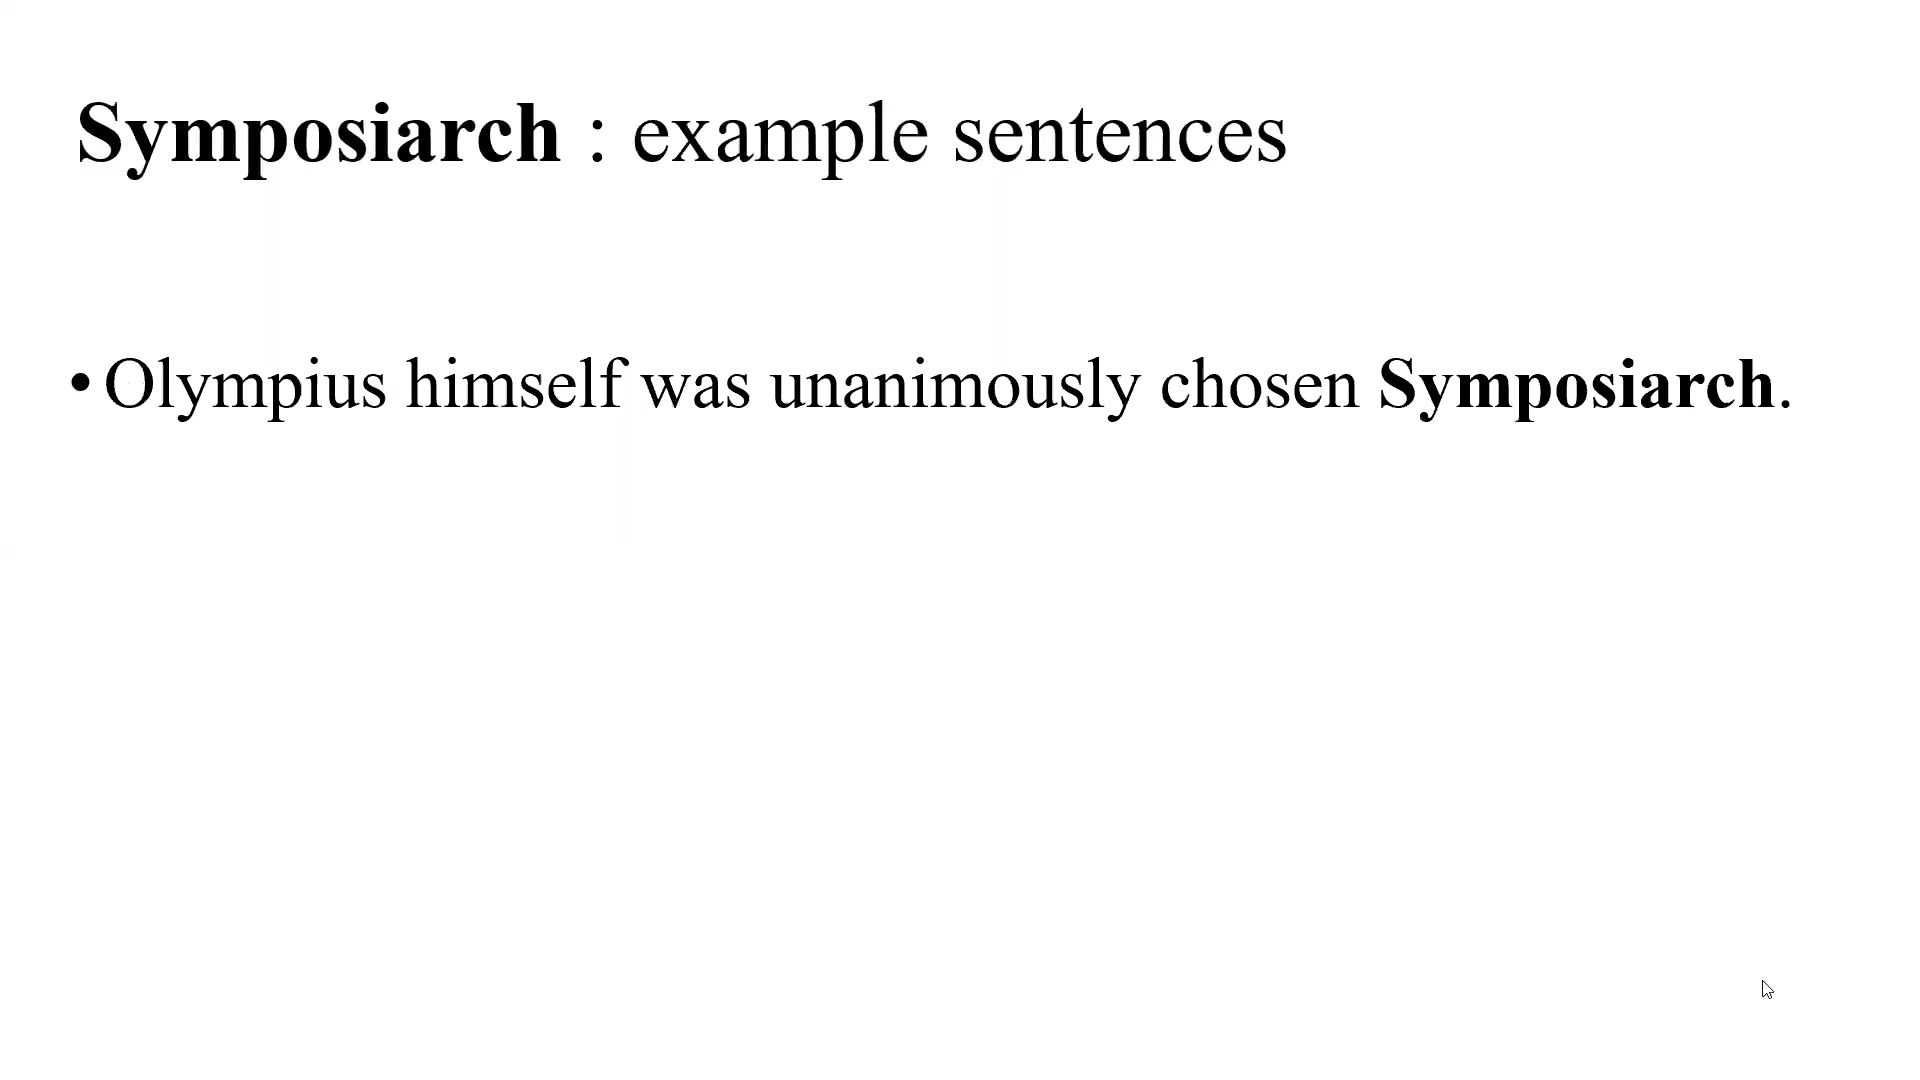 Symposiarch : example sentences
• Olympius himself was unanimously chosen Symposiarch.